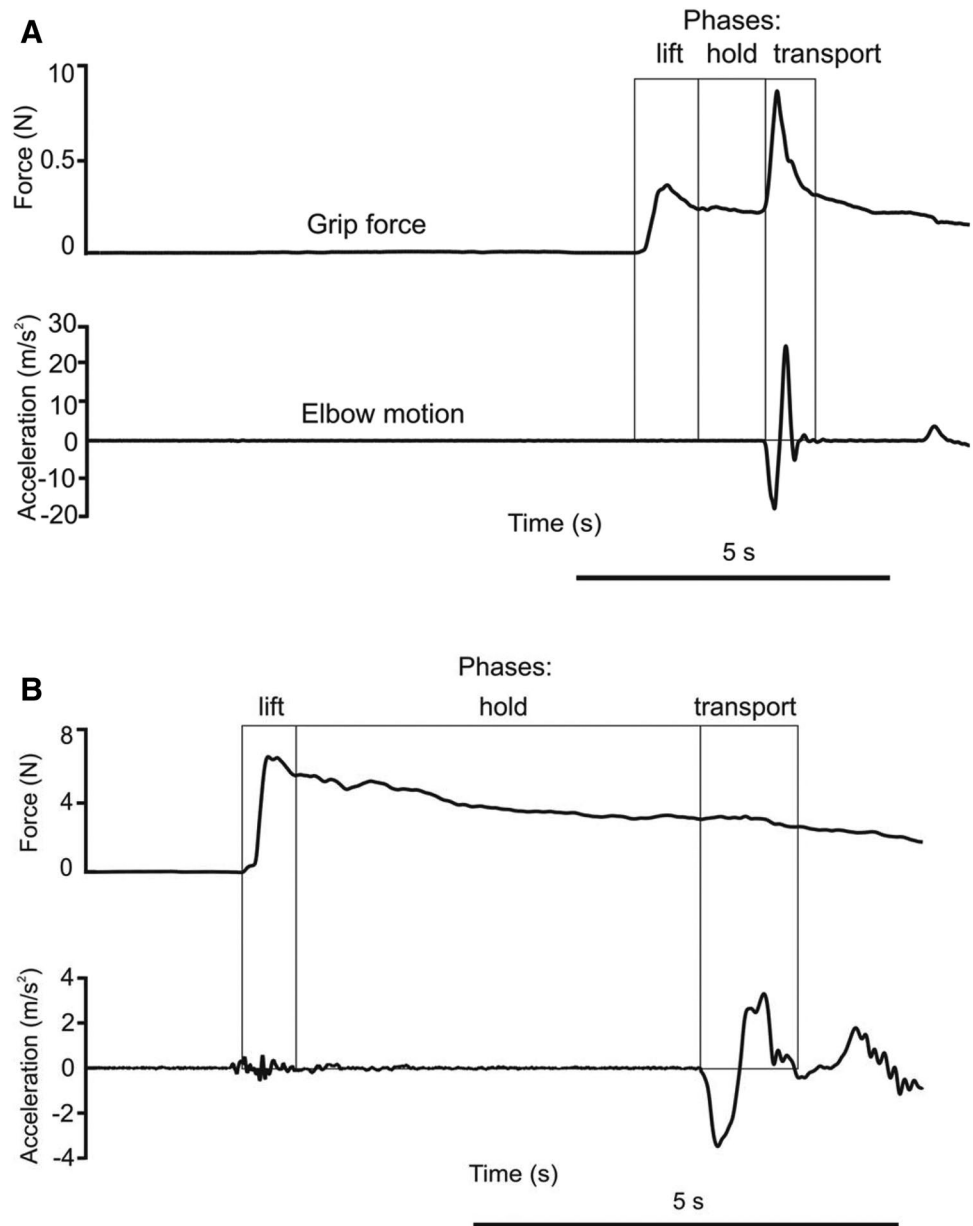 A
Phases:
lift hold transport
Force (N)
10
0.5
0
Grip force
Acceleration (m/s²)
30
20
10
0
-10
-20
Elbow motion
Time (s)
5 s
B
Phases:
lift hold transport
Force (N)
8
4
0
Acceleration (m/s²)
4
2
0
-2
-4
Time (s)
5 s